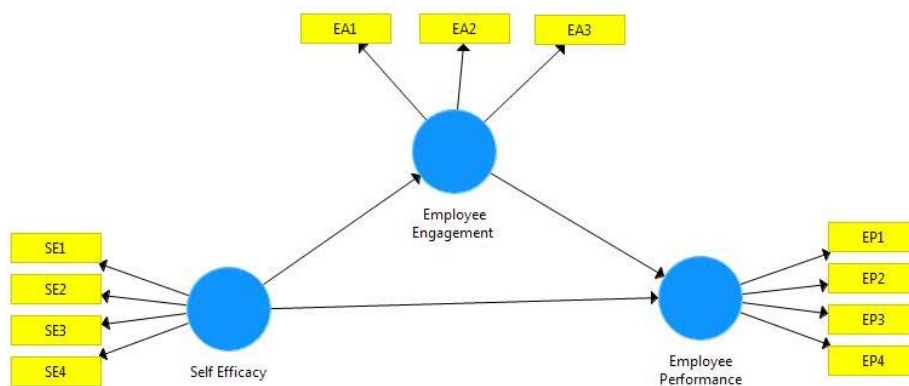 EA1
EA2
EA3
Employee
Engagement
SE1
SE2
SE3
SE4
Self Efficacy
EP1
EP2
EP3
EP4
Employee
Performance